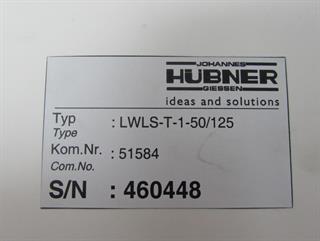 JOHANNES
HÜBNER
GIESSEN
ideas and solutions
Typ : LWLS-T-1-50/125
Type
Kom.Nr. : 51584
Com.No.
S/N : 460448